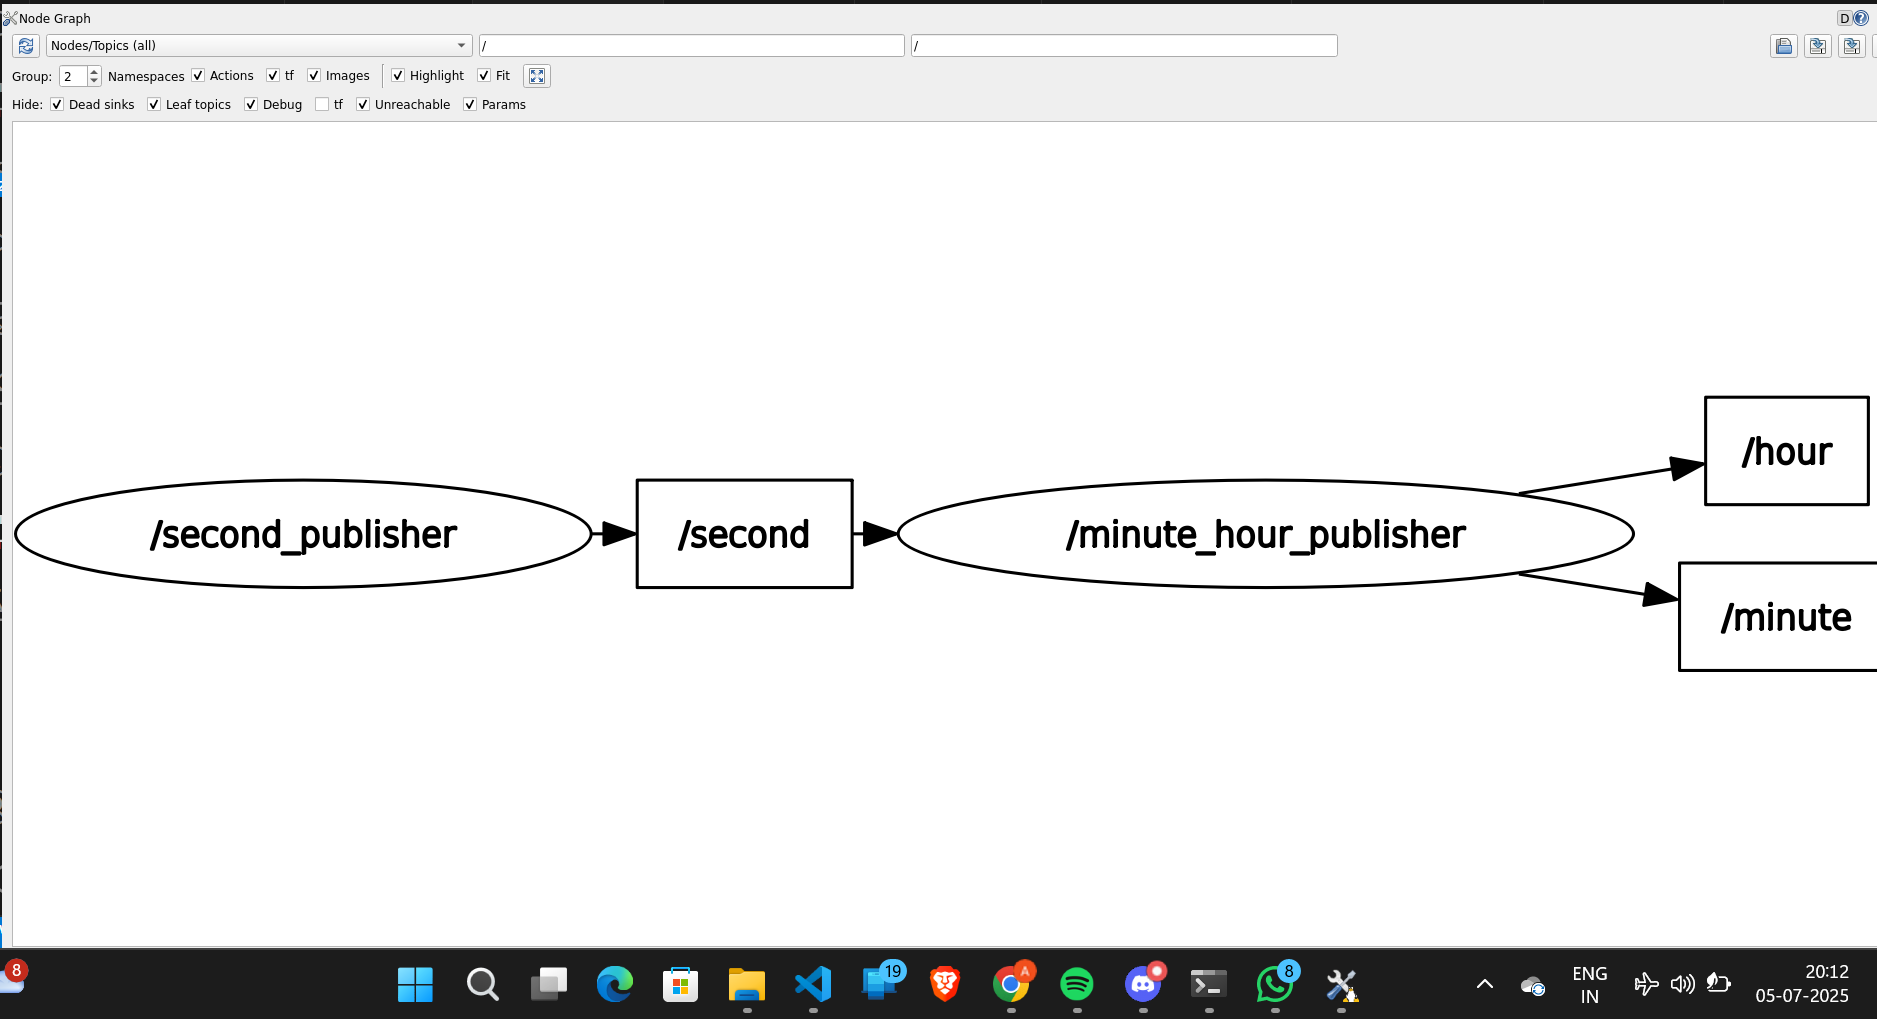 Node Graph
D
Nodes/Topics (all)
/
/
Group: 2 Namespaces Actions tf Images Highlight Fit
Hide: Dead sinks Leaf topics Debug tf Unreachable Params
/hour
/second_publisher
/second
/minute_hour_publisher
/minute
8
19
A
8
ENG
IN
20:12
05-07-2025